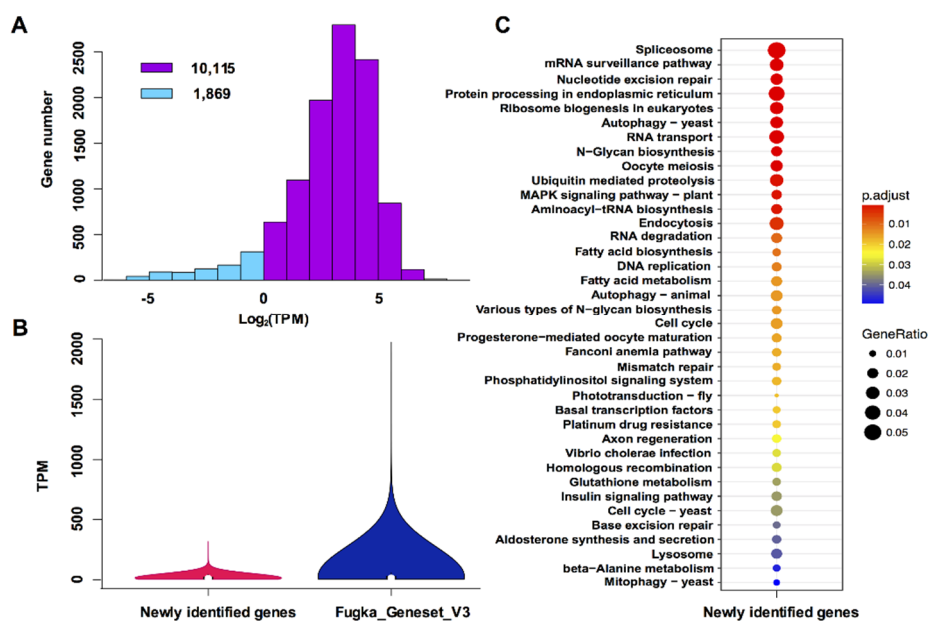 A
Gene number
0
500
1000
1500
2000
2500
10,115
1,869
-5
0
5
Log₂(TPM)
B
TPM
2000
1500
1000
500
0
Newly identified genes
Fugka_Geneset_V3
C
Spliceosome
mRNA surveillance pathway
Nucleotide excision repair
Protein processing in endoplasmic reticulum
Ribosome biogenesis in eukaryotes
Autophagy − yeast
RNA transport
N−Glycan biosynthesis
Oocyte meiosis
Ubiquitin mediated proteolysis
MAPK signaling pathway − plant
Aminoacyl−tRNA biosynthesis
Endocytosis
RNA degradation
Fatty acid biosynthesis
DNA replication
Fatty acid metabolism
Autophagy − animal
Various types of N−glycan biosynthesis
Cell cycle
Progesterone−mediated oocyte maturation
Fanconi anemia pathway
Mismatch repair
Phosphatidylinositol signaling system
Phototransduction − fly
Basal transcription factors
Platinum drug resistance
Axon regeneration
Vibrio cholerae infection
Homologous recombination
Glutathione metabolism
Insulin signaling pathway
Cell cycle − yeast
Base excision repair
Aldosterone synthesis and secretion
Lysosome
beta−Alanine metabolism
Mitophagy − yeast
Newly identified genes
p.adjust
0.01
0.02
0.03
0.04
GeneRatio
0.01
0.02
0.03
0.04
0.05